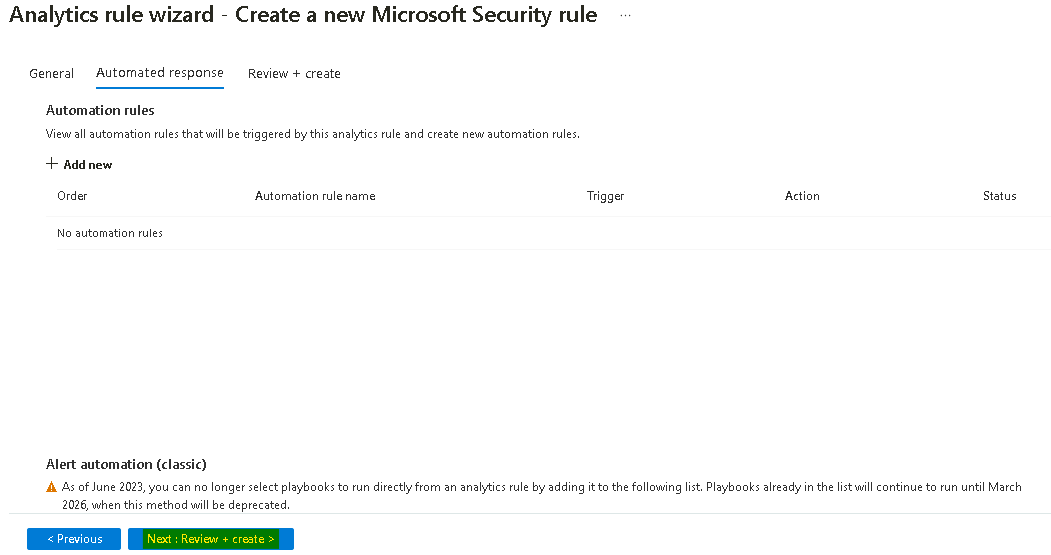 Analytics rule wizard - Create a new Microsoft Security rule ...
General Automated response Review + create
Automation rules
View all automation rules that will be triggered by this analytics rule and create new automation rules.
+ Add new
Order Automation rule name Trigger Action Status
No automation rules
Alert automation (classic)
As of June 2023, you can no longer select playbooks to run directly from an analytics rule by adding it to the following list. Playbooks already in the list will continue to run until March
2026, when this method will be deprecated.
< Previous Next : Review + create >